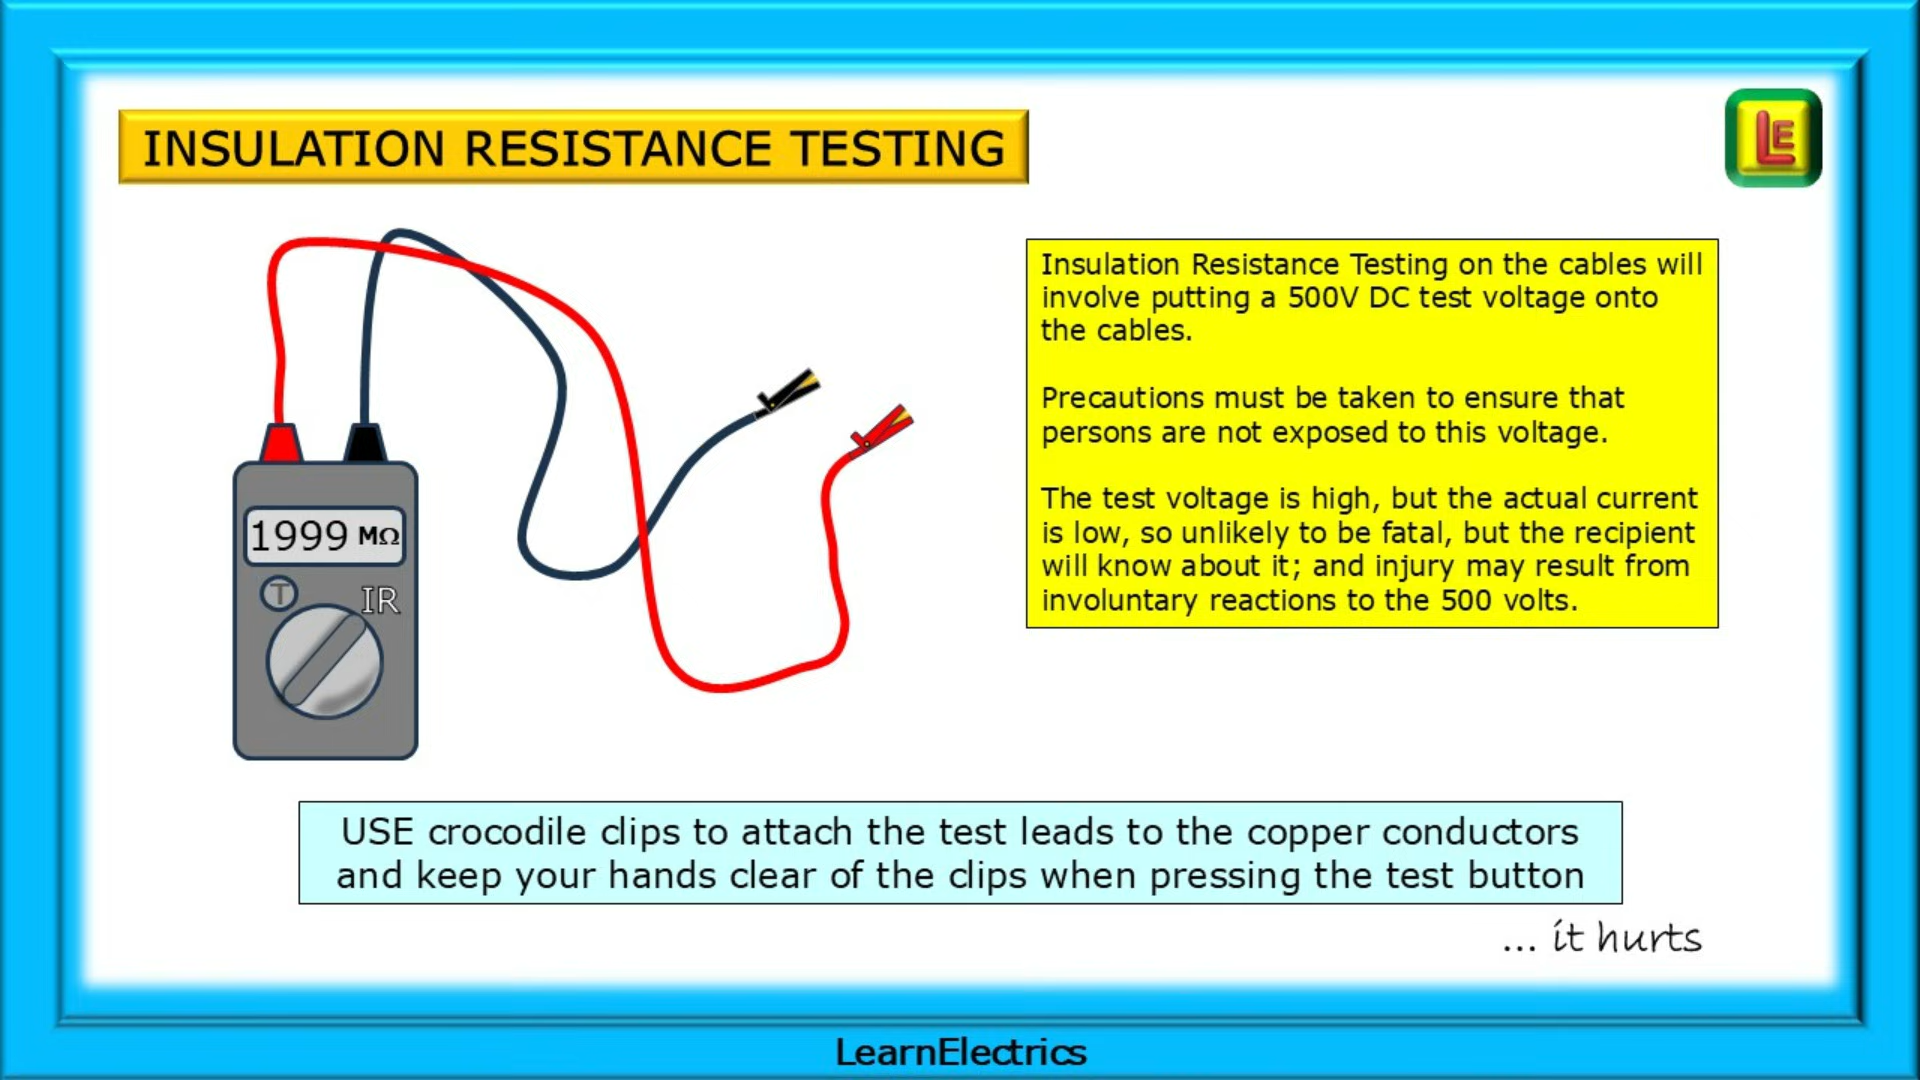 INSULATION RESISTANCE TESTING
LE
Insulation Resistance Testing on the cables will
involve putting a 500V DC test voltage onto
the cables.
Precautions must be taken to ensure that
persons are not exposed to this voltage.
The test voltage is high, but the actual current
is low, so unlikely to be fatal, but the recipient
will know about it; and injury may result from
involuntary reactions to the 500 volts.
1999 MΩ
T
IR
USE crocodile clips to attach the test leads to the copper conductors
and keep your hands clear of the clips when pressing the test button
... it hurts
LearnElectrics